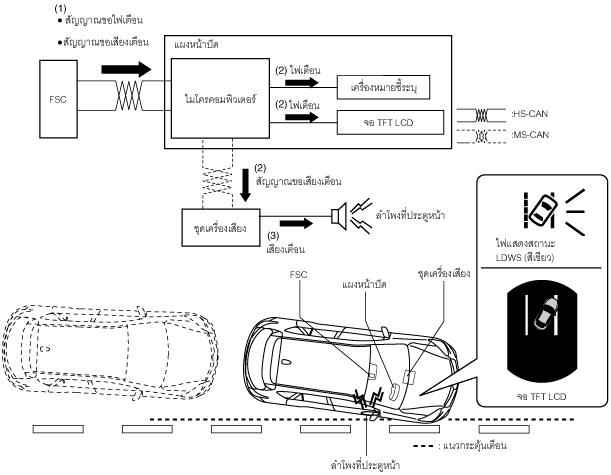 (1)
• สัญญาณขอไฟเตือน
• สัญญาณขอเสียงเตือน
แผงหน้าปัด
FSC
ไมโครคอมพิวเตอร์
(2) ไฟเตือน
เครื่องหมายชี้ระบุ
(2) ไฟเตือน
จอ TFT LCD
:HS-CAN
:MS-CAN
(2)
สัญญาณขอเสียงเตือน
ชุดเครื่องเสียง
(3)
เสียงเตือน
ลำโพงที่ประตูหน้า
ไฟแสดงสถานะ
LDWS (สีเขียว)
จอ TFT LCD
FSC
แผงหน้าปัด
ชุดเครื่องเสียง
: แนวกระตุ้นเตือน
ลำโพงที่ประตูหน้า